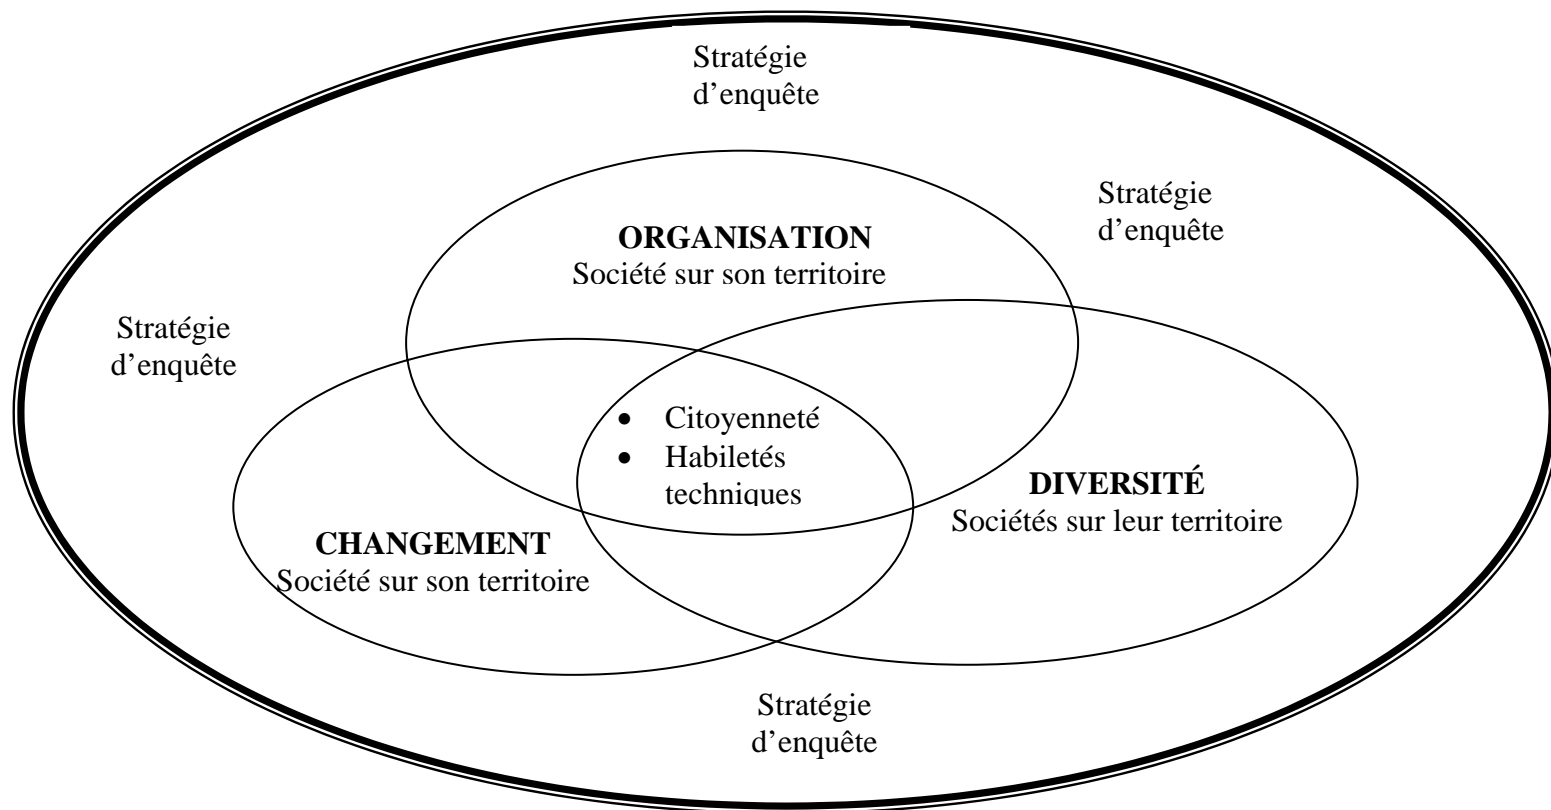 Stratégie
d’enquête
Stratégie
d’enquête
ORGANISATION
Société sur son territoire
Stratégie
d’enquête
• Citoyenneté
• Habiletés
techniques
DIVERSITÉ
Sociétés sur leur territoire
CHANGEMENT
Société sur son territoire
Stratégie
d’enquête